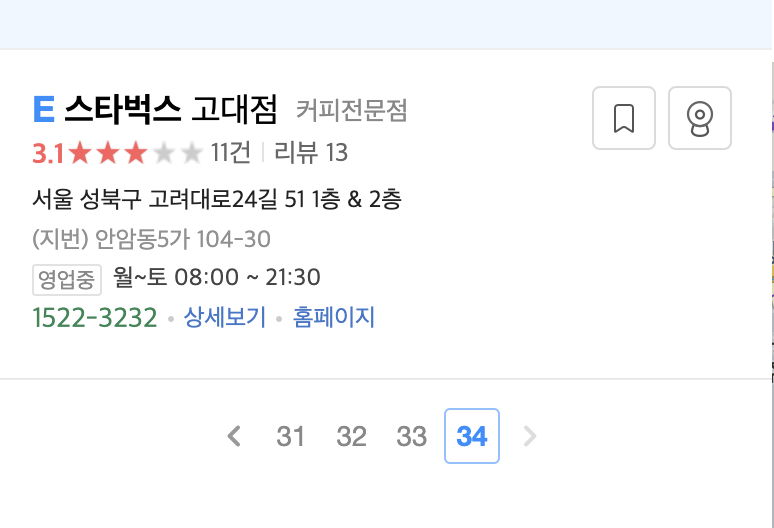 E 스타벅스 고대점 커피전문점
3.1 11건 리뷰 13
서울 성북구 고려대로24길 51 1층 & 2층
(지번) 안암동5가 104-30
영업중 월~토 08:00 ~ 21:30
1522-3232 • 상세보기 • 홈페이지
31 32 33 34